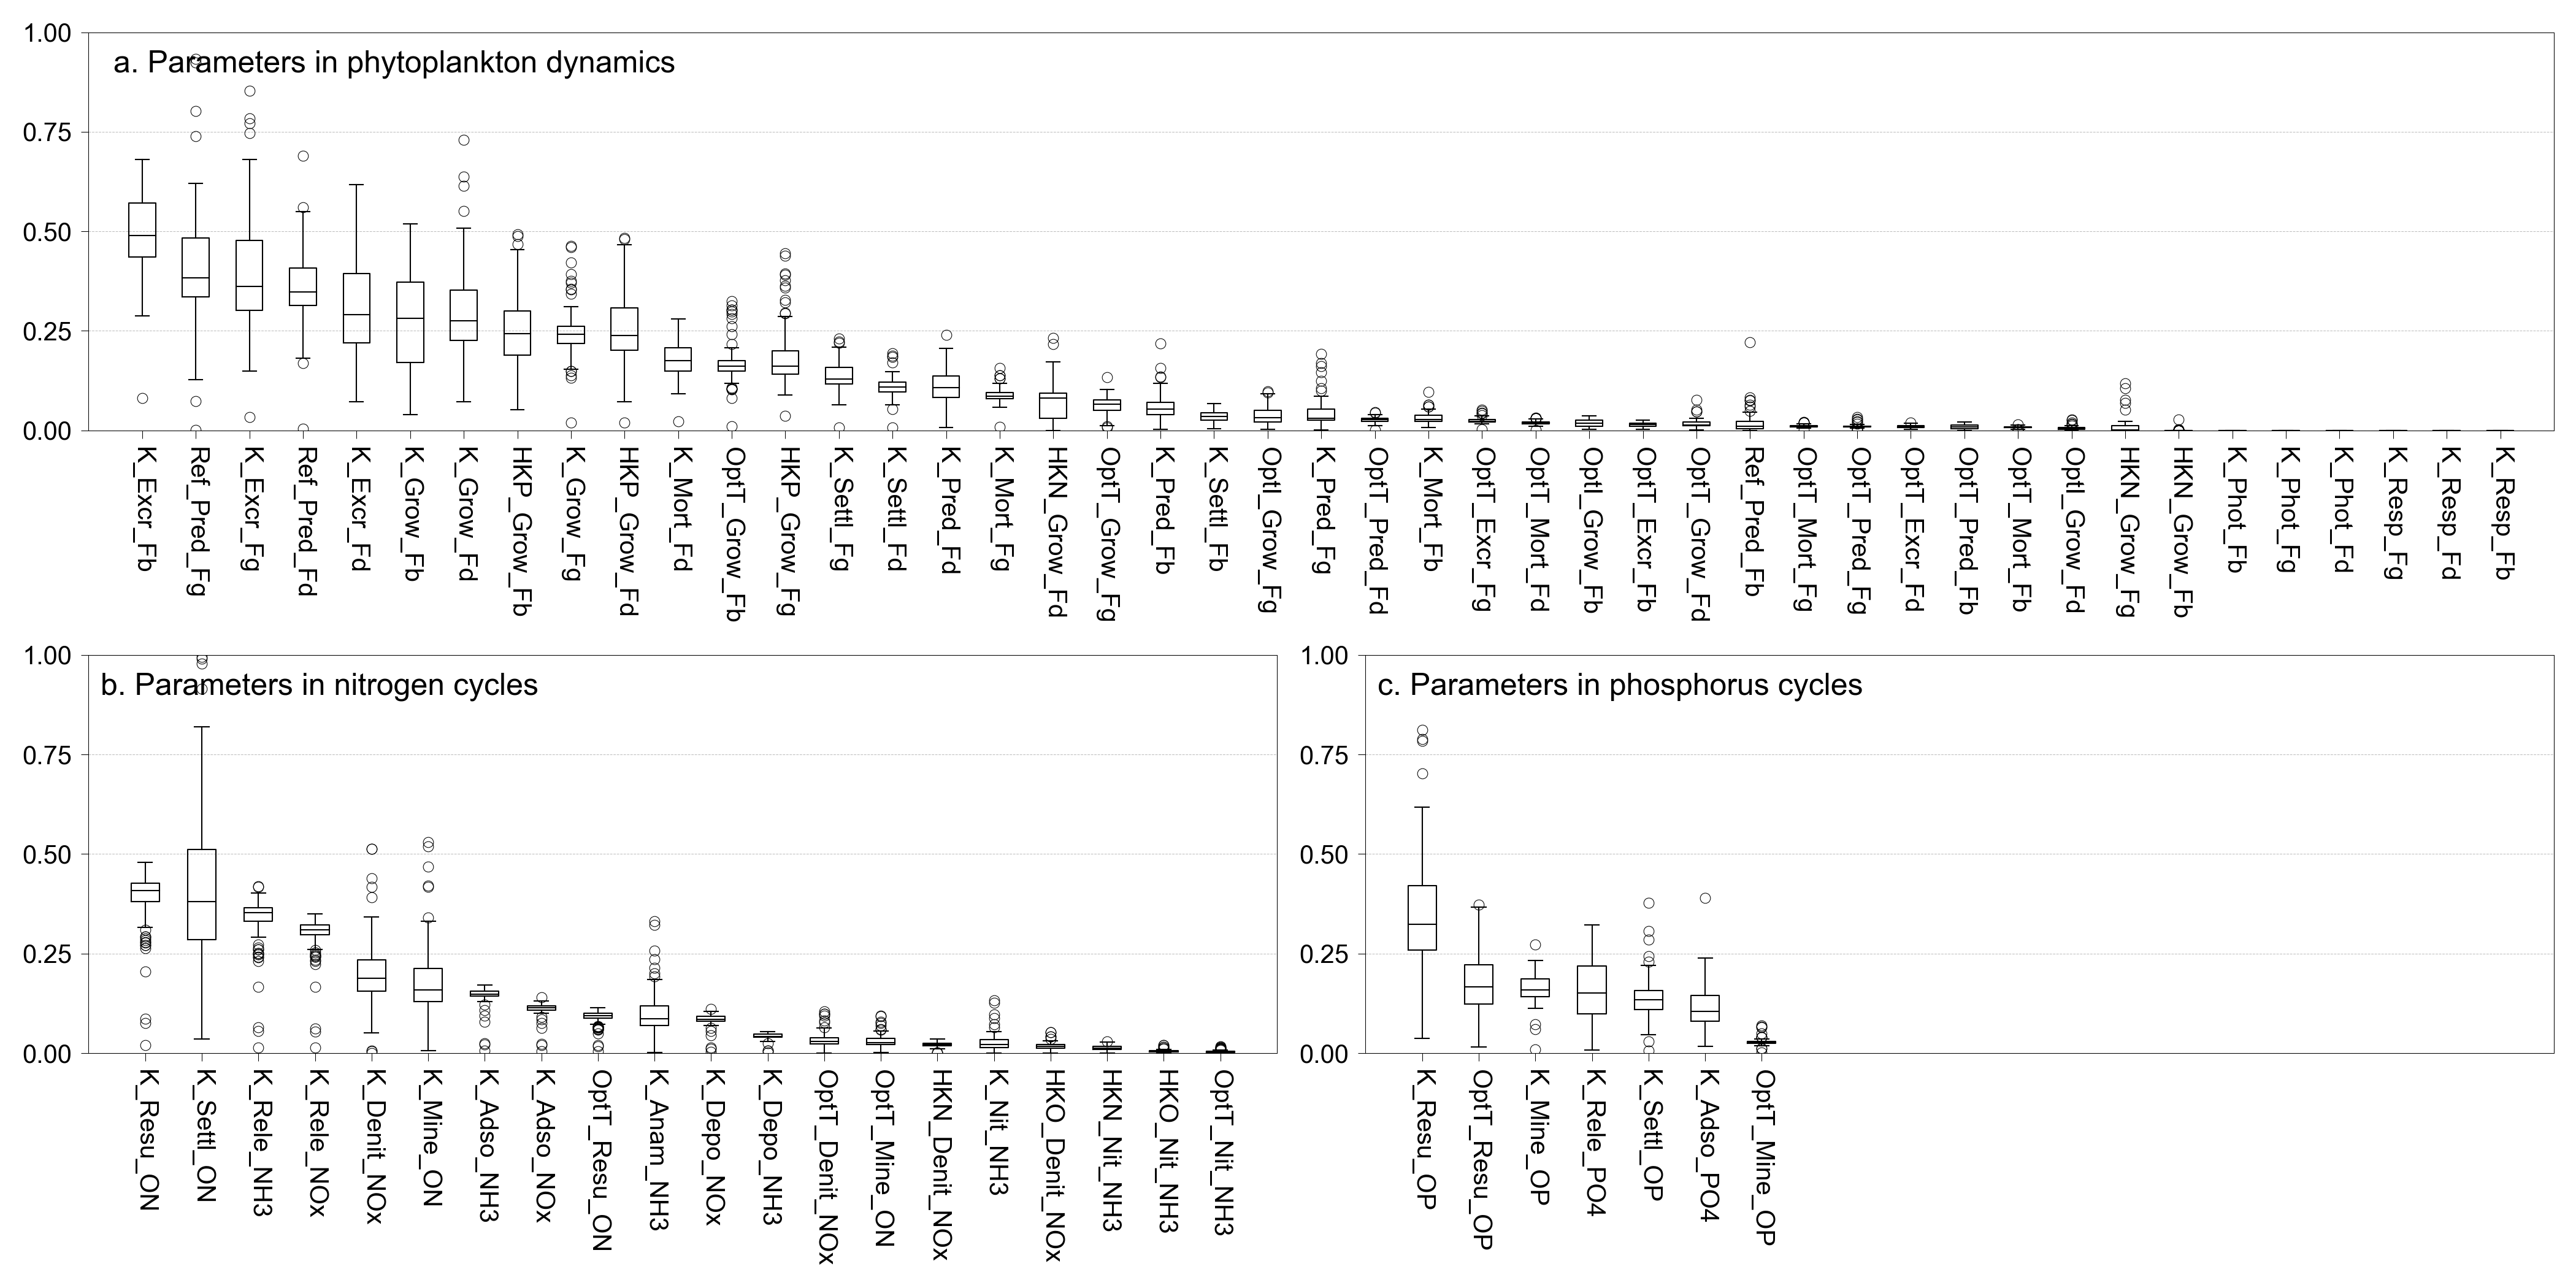 a. Parameters in phytoplankton dynamics
1.00
0.75
0.50
0.25
0.00
K_Excr_Fb
Ref_Pred_Fg
K_Excr_Fg
Ref_Pred_Fd
K_Excr_Fd
K_Grow_Fb
K_Grow_Fd
HKP_Grow_Fb
K_Grow_Fg
HKP_Grow_Fd
K_Mort_Fd
OptT_Grow_Fb
HKP_Grow_Fg
K_Settl_Fg
K_Settl_Fd
K_Pred_Fd
K_Mort_Fg
HKN_Grow_Fd
OptT_Grow_Fg
K_Pred_Fb
K_Settl_Fb
OptI_Grow_Fg
K_Pred_Fg
OptT_Pred_Fd
K_Mort_Fb
OptT_Excr_Fg
OptT_Mort_Fd
OptI_Grow_Fb
OptT_Excr_Fb
OptT_Grow_Fd
Ref_Pred_Fb
OptT_Mort_Fg
OptT_Pred_Fg
OptT_Excr_Fd
OptT_Pred_Fb
OptT_Mort_Fb
OptI_Grow_Fd
HKN_Grow_Fg
HKN_Grow_Fb
K_Phot_Fb
K_Phot_Fg
K_Phot_Fd
K_Resp_Fg
K_Resp_Fd
K_Resp_Fb
b. Parameters in nitrogen cycles
1.00
0.75
0.50
0.25
0.00
K_Resu_ON
K_Settl_ON
K_Rele_NH3
K_Rele_NOx
K_Denit_NOx
K_Mine_ON
K_Adso_NH3
K_Adso_NOx
OptT_Resu_ON
K_Anam_NH3
K_Depo_NOx
K_Depo_NH3
OptT_Denit_NOx
OptT_Mine_ON
HKN_Denit_NOx
K_Nit_NH3
HKO_Denit_NOx
HKN_Nit_NH3
HKO_Nit_NH3
OptT_Nit_NH3
c. Parameters in phosphorus cycles
1.00
0.75
0.50
0.25
0.00
K_Resu_OP
OptT_Resu_OP
K_Mine_OP
K_Rele_PO4
K_Settl_OP
K_Adso_PO4
OptT_Mine_OP